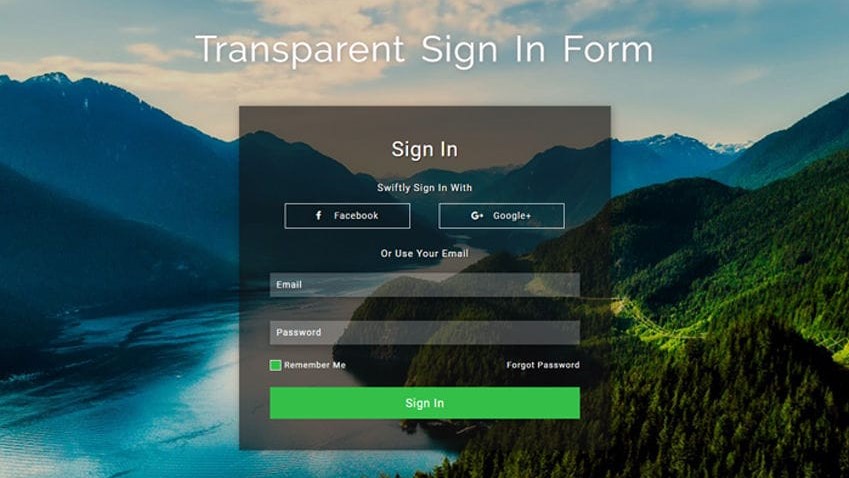 Transparent Sign In Form
Sign In
Swiftly Sign In With
Facebook Google+
Or Use Your Email
Email
Password
Remember Me Forgot Password
Sign In